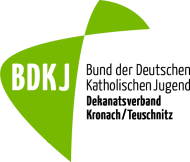 BDKJ
Bund der Deutschen
Katholischen Jugend
Dekanatsverband
Kronach/Teuschnitz